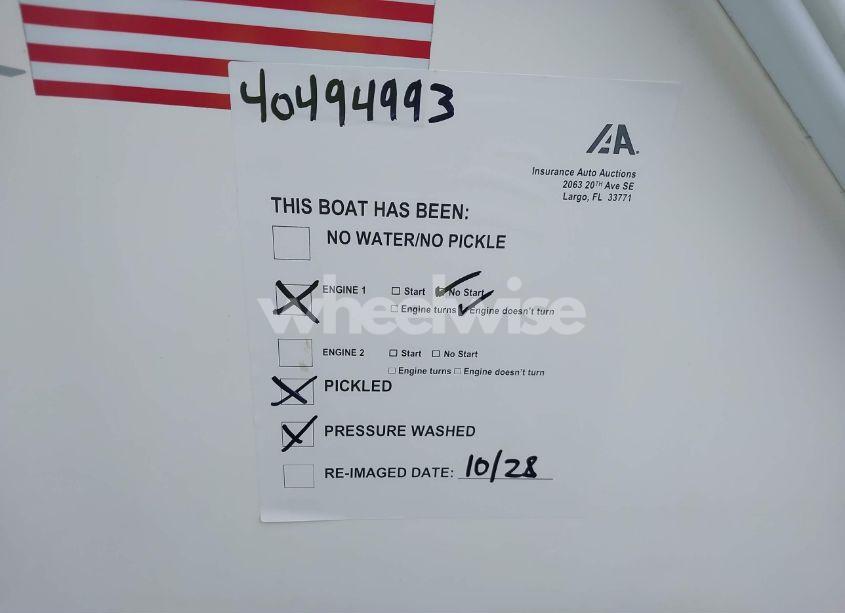 40494993
IAA.
Insurance Auto Auctions
2063 20TH Ave SE
Largo, FL 33771
THIS BOAT HAS BEEN:
NO WATER/NO PICKLE
ENGINE 1 Start No Start
Engine turns Engine doesn't turn
wheelwise
ENGINE 2 Start No Start
Engine turns Engine doesn't turn
PICKLED
PRESSURE WASHED
RE-IMAGED DATE: 10/28